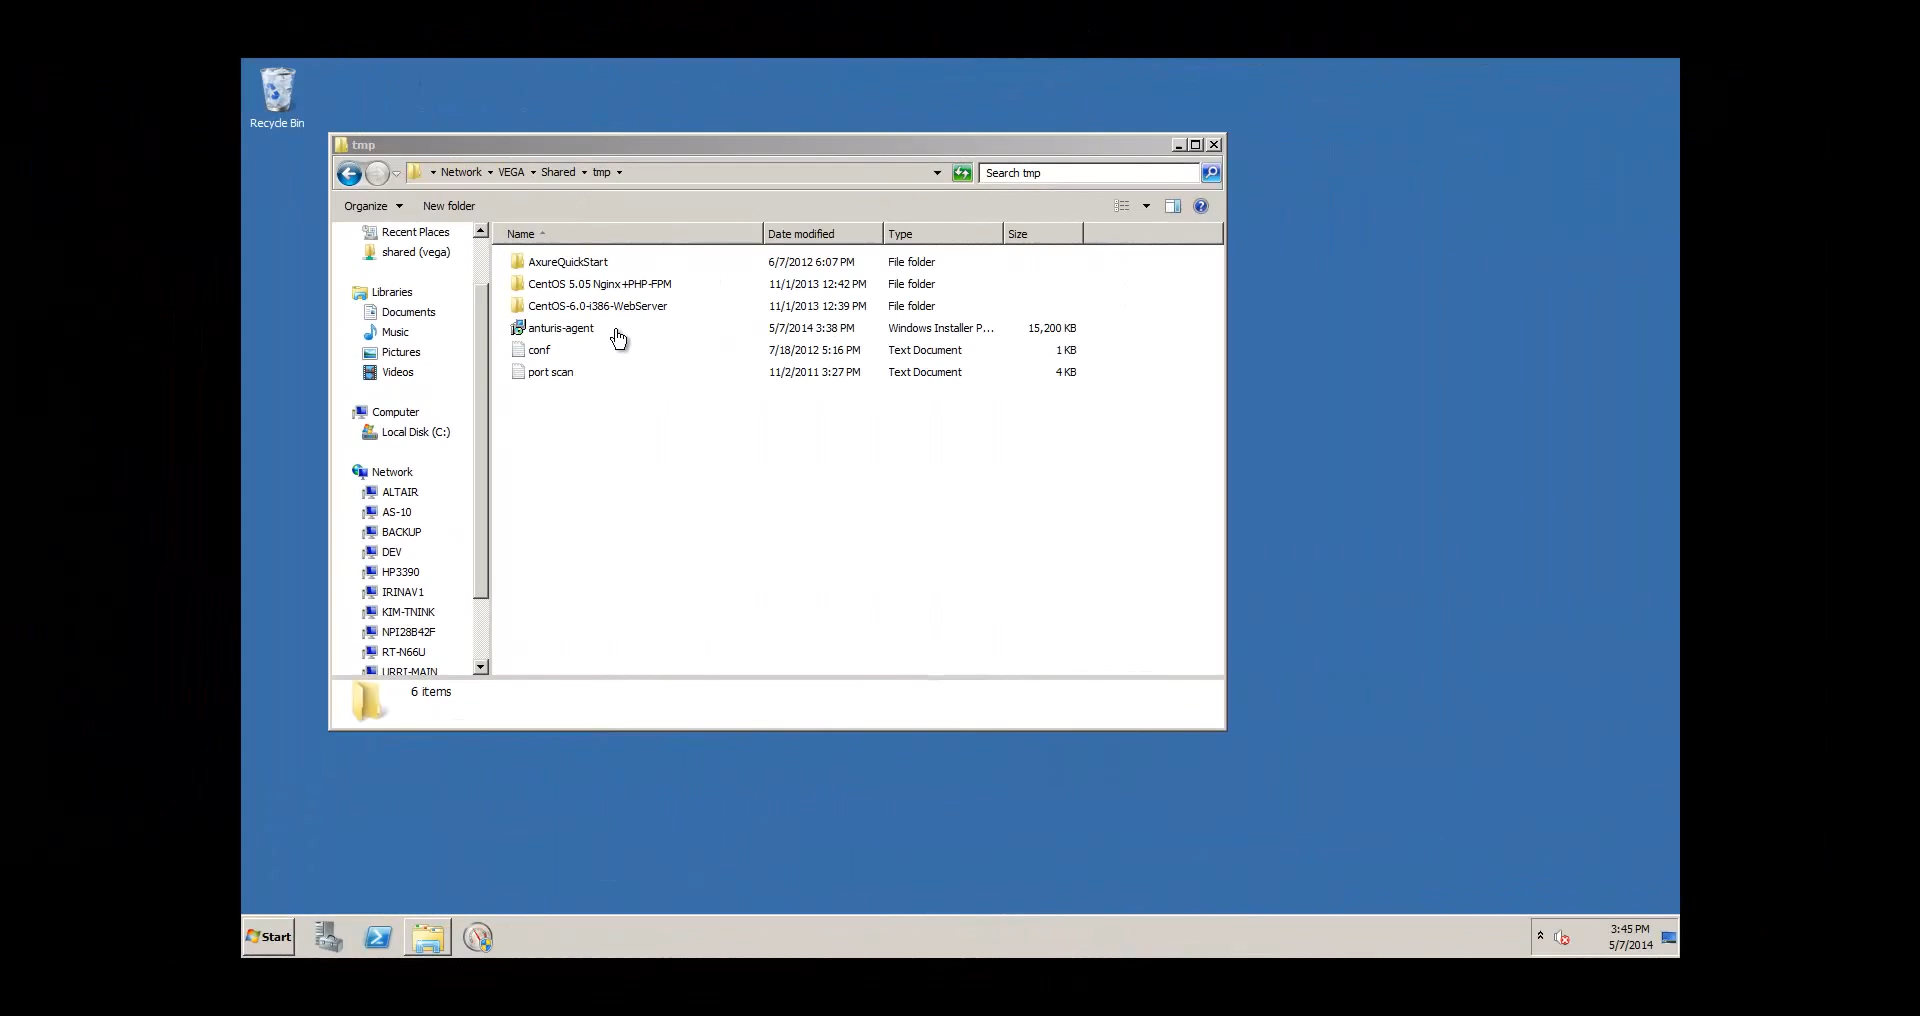 Recycle Bin
tmp
Network VEGA Shared tmp
Search tmp
Organize New folder
Recent Places
shared (vega)
Libraries
Documents
Music
Pictures
Videos
Computer
Local Disk (C:)
Network
ALTAIR
AS-10
BACKUP
DEV
HP3390
IRINAV1
KIM-TNINK
NPI28B42F
RT-N66U
URRI-MAIN
Name Date modified Type Size
AxureQuickStart 6/7/2012 6:07 PM File folder
CentOS 5.05 Nginx+PHP-FPM 11/1/2013 12:42 PM File folder
CentOS-6.0-i386-WebServer 11/1/2013 12:39 PM File folder
anturis-agent 5/7/2014 3:38 PM Windows Installer P... 15,200 KB
conf 7/18/2012 5:16 PM Text Document 1 KB
port scan 11/2/2011 3:27 PM Text Document 4 KB
6 items
Start
3:45 PM
5/7/2014